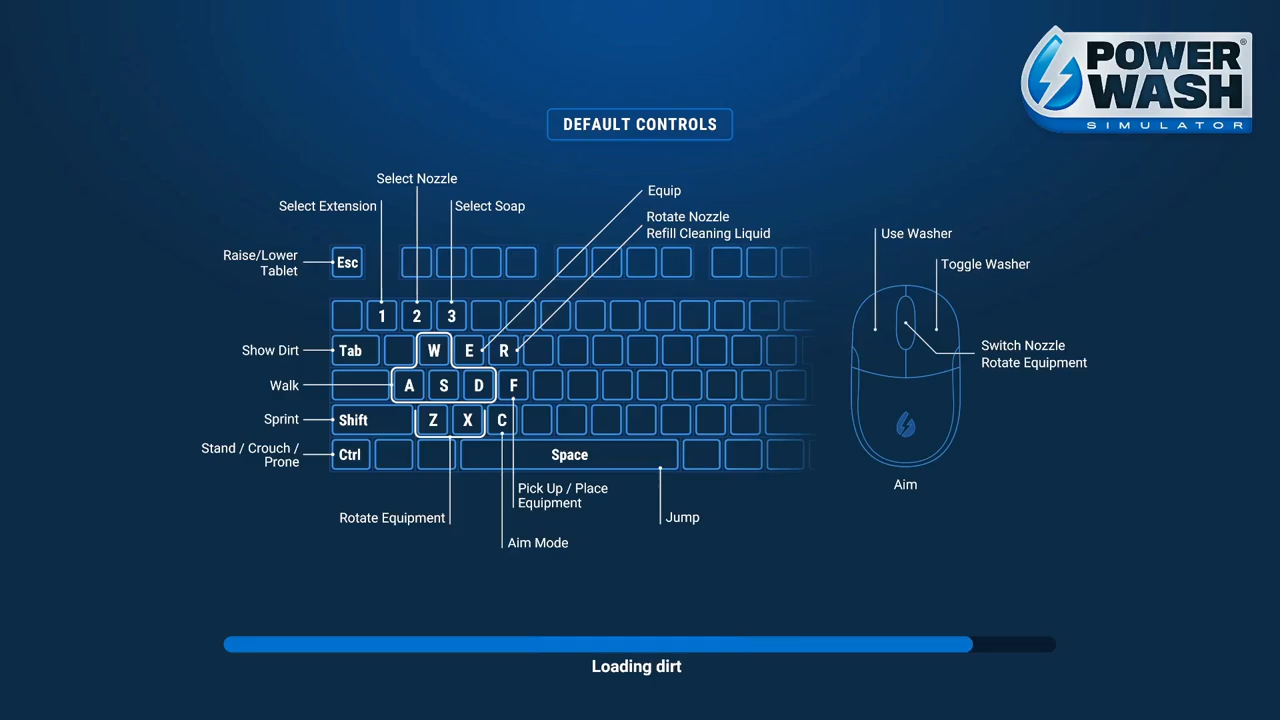 POWER
WASH
SIMULATOR
DEFAULT CONTROLS
Select Nozzle
Select Extension
Select Soap
Equip
Rotate Nozzle
Refill Cleaning Liquid
Use Washer
Toggle Washer
Raise/Lower
Tablet
Esc
1 2 3
Show Dirt
Tab W E R
Switch Nozzle
Rotate Equipment
Walk
A S D F
Sprint
Shift Z X C
Stand / Crouch /
Prone
Ctrl Space
Aim
Pick Up / Place
Equipment
Rotate Equipment
Jump
Aim Mode
Loading dirt